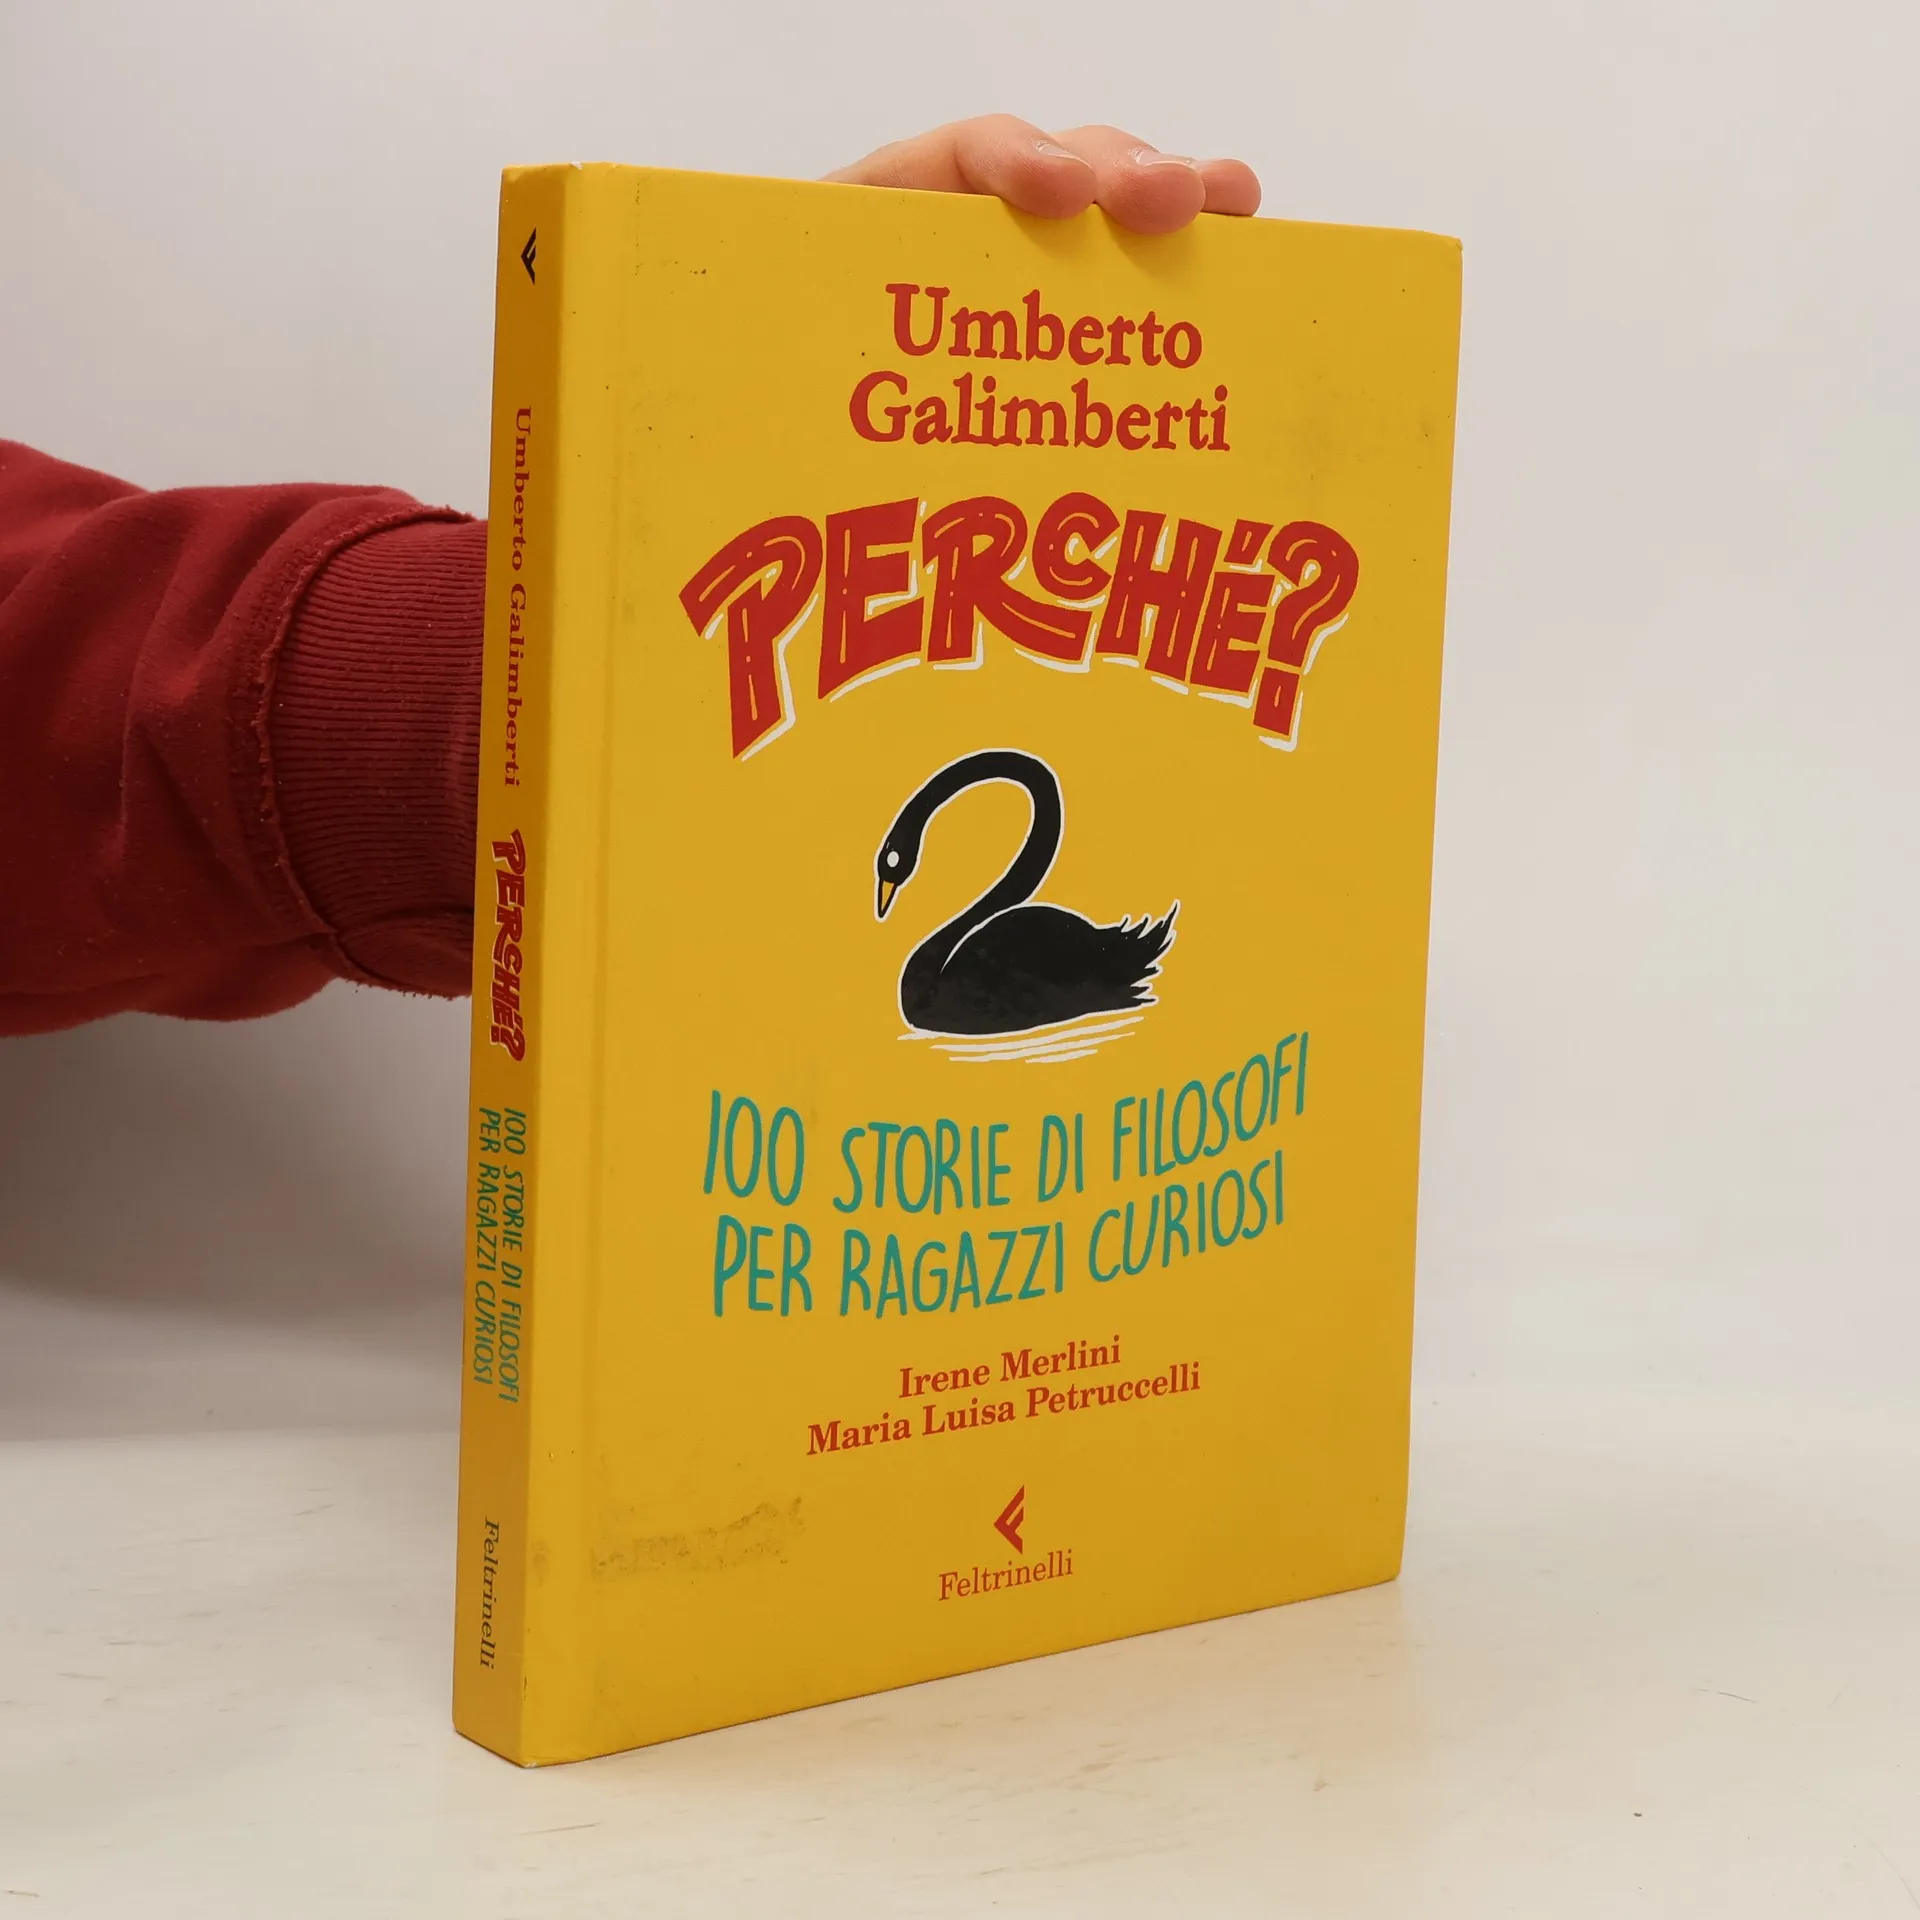 Umberto
Galimberti
PERCHÉ?
100 STORIE DI FILOSOFI
PER RAGAZZI CURIOSI
Irene Merlini
Maria Luisa Petruccelli
Feltrinelli
Umberto Galimberti
PERCHÉ?
100 STORIE DI FILOSOFI
PER RAGAZZI CURIOSI
Feltrinelli